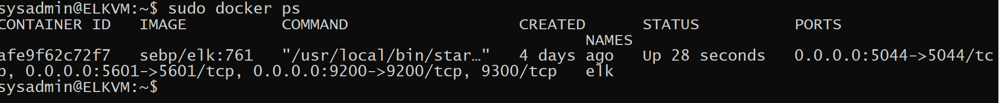 sysadmin@ELKVM:~$ sudo docker ps
CONTAINER ID   IMAGE          COMMAND                  CREATED       STATUS          PORTS
NAMES
afe9f62c72f7   sebp/elk:761   "/usr/local/bin/star…"   4 days ago   Up 28 seconds   0.0.0.0:5044->5044/tc
p, 0.0.0.0:5601->5601/tcp, 0.0.0.0:9200->9200/tcp, 9300/tcp   elk
sysadmin@ELKVM:~$